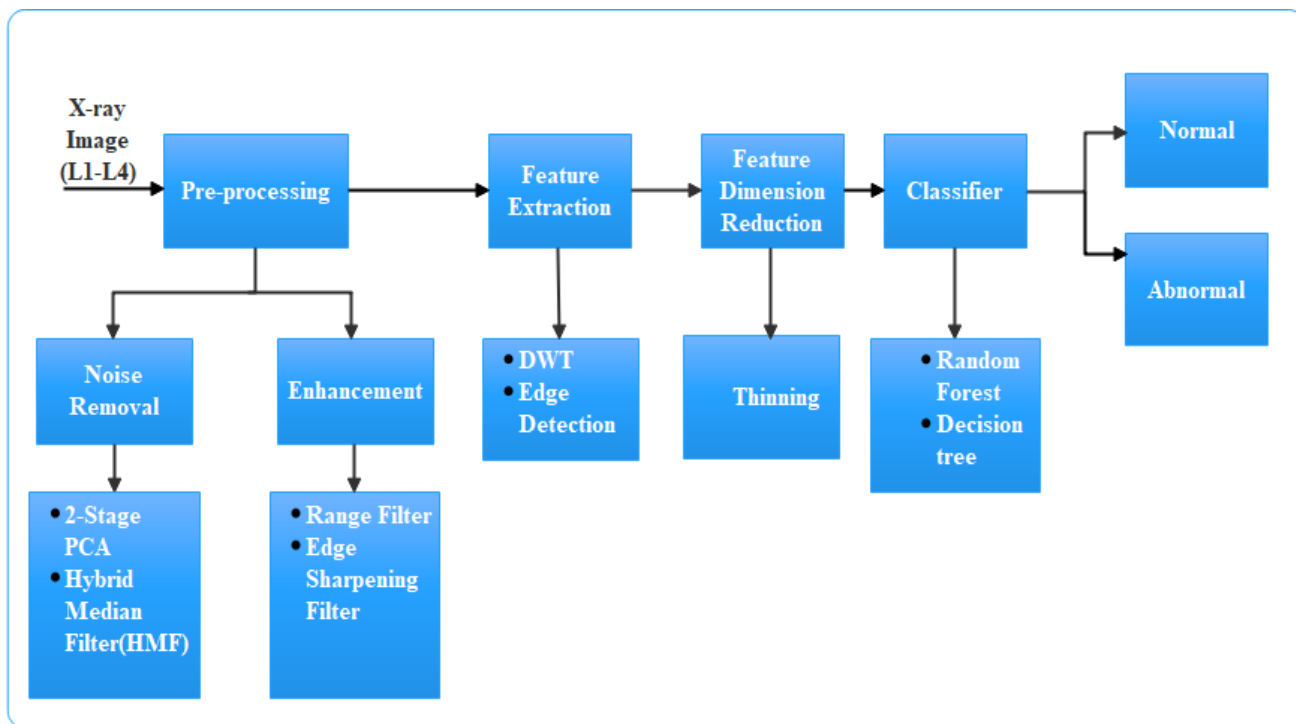 X-ray
Image
(L1-L4)
Pre-processing
Feature
Extraction
Feature
Dimension
Reduction
Classifier
Normal
Abnormal
Noise
Removal
Enhancement
• DWT
• Edge
Detection
Thinning
• Random
Forest
• Decision
tree
• 2-Stage
PCA
• Hybrid
Median
Filter(HMF)
• Range Filter
• Edge
Sharpening
Filter